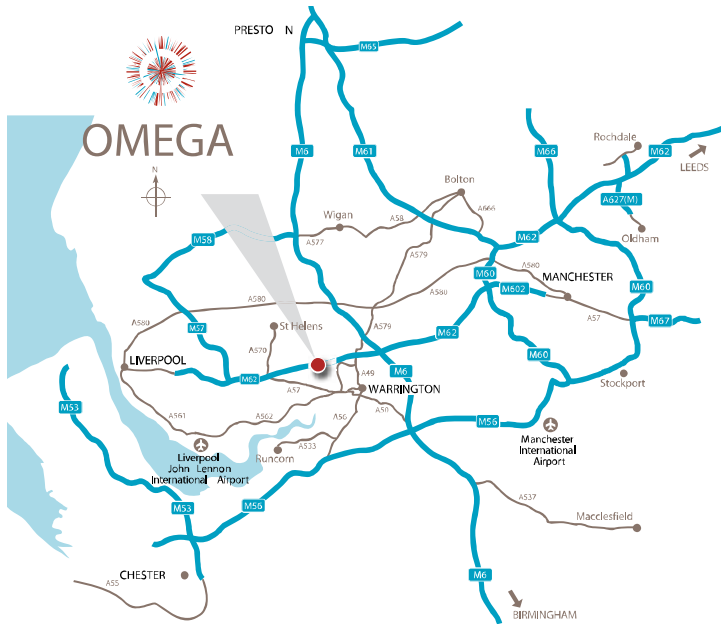 PRESTO N
M65
OMEGA
N
M6
M61
M66
Rochdale
M62
LEEDS
A627(M)
Bolton
A666
Wigan
A58
A577
M58
A579
M62
Oldham
A580
M60
MANCHESTER
M60
M602
A580
A580
A57
M67
A580
M57
St Helens
A579
M62
M60
LIVERPOOL
A570
M62
A57
A49
M6
WARRINGTON
Stockport
M53
A561
A562
A56
A50
M56
Liverpool
John Lennon
International Airport
Runcorn
A533
Manchester
International
Airport
M53
M56
A537
Macclesfield
CHESTER
A55
M6
BIRMINGHAM